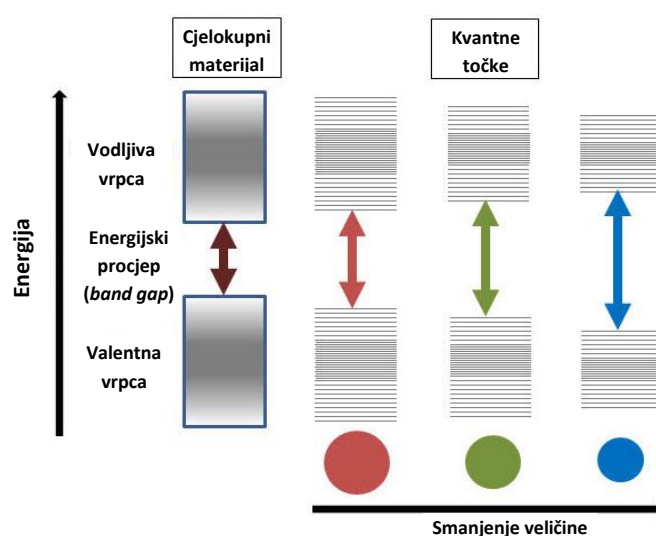 Cjelokupni
materijal
Kvantne
točke
Energija
Vodljiva
vrpca
Energijski
procjep
(band gap)
Valentna
vrpca
Smanjenje veličine